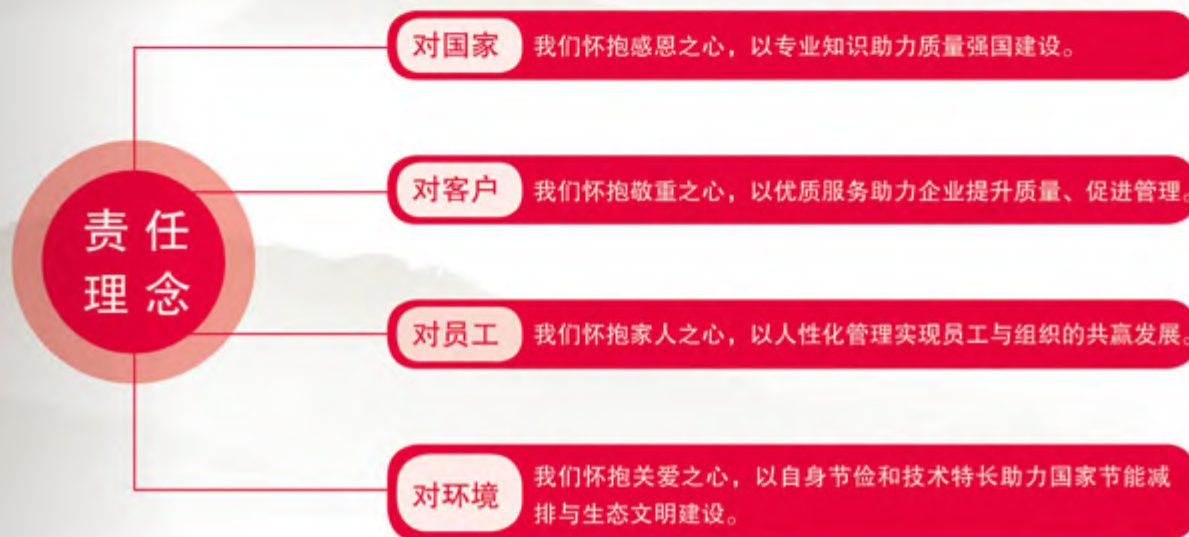 责任
理念
对国家
我们怀抱感恩之心，以专业知识助力质量强国建设。
对客户
我们怀抱敬重之心，以优质服务助力企业提升质量、促进管理。
对员工
我们怀抱家人之心，以人性化管理实现员工与组织的共赢发展。
对环境
我们怀抱关爱之心，以自身节俭和技术特长助力国家节能减
排与生态文明建设。